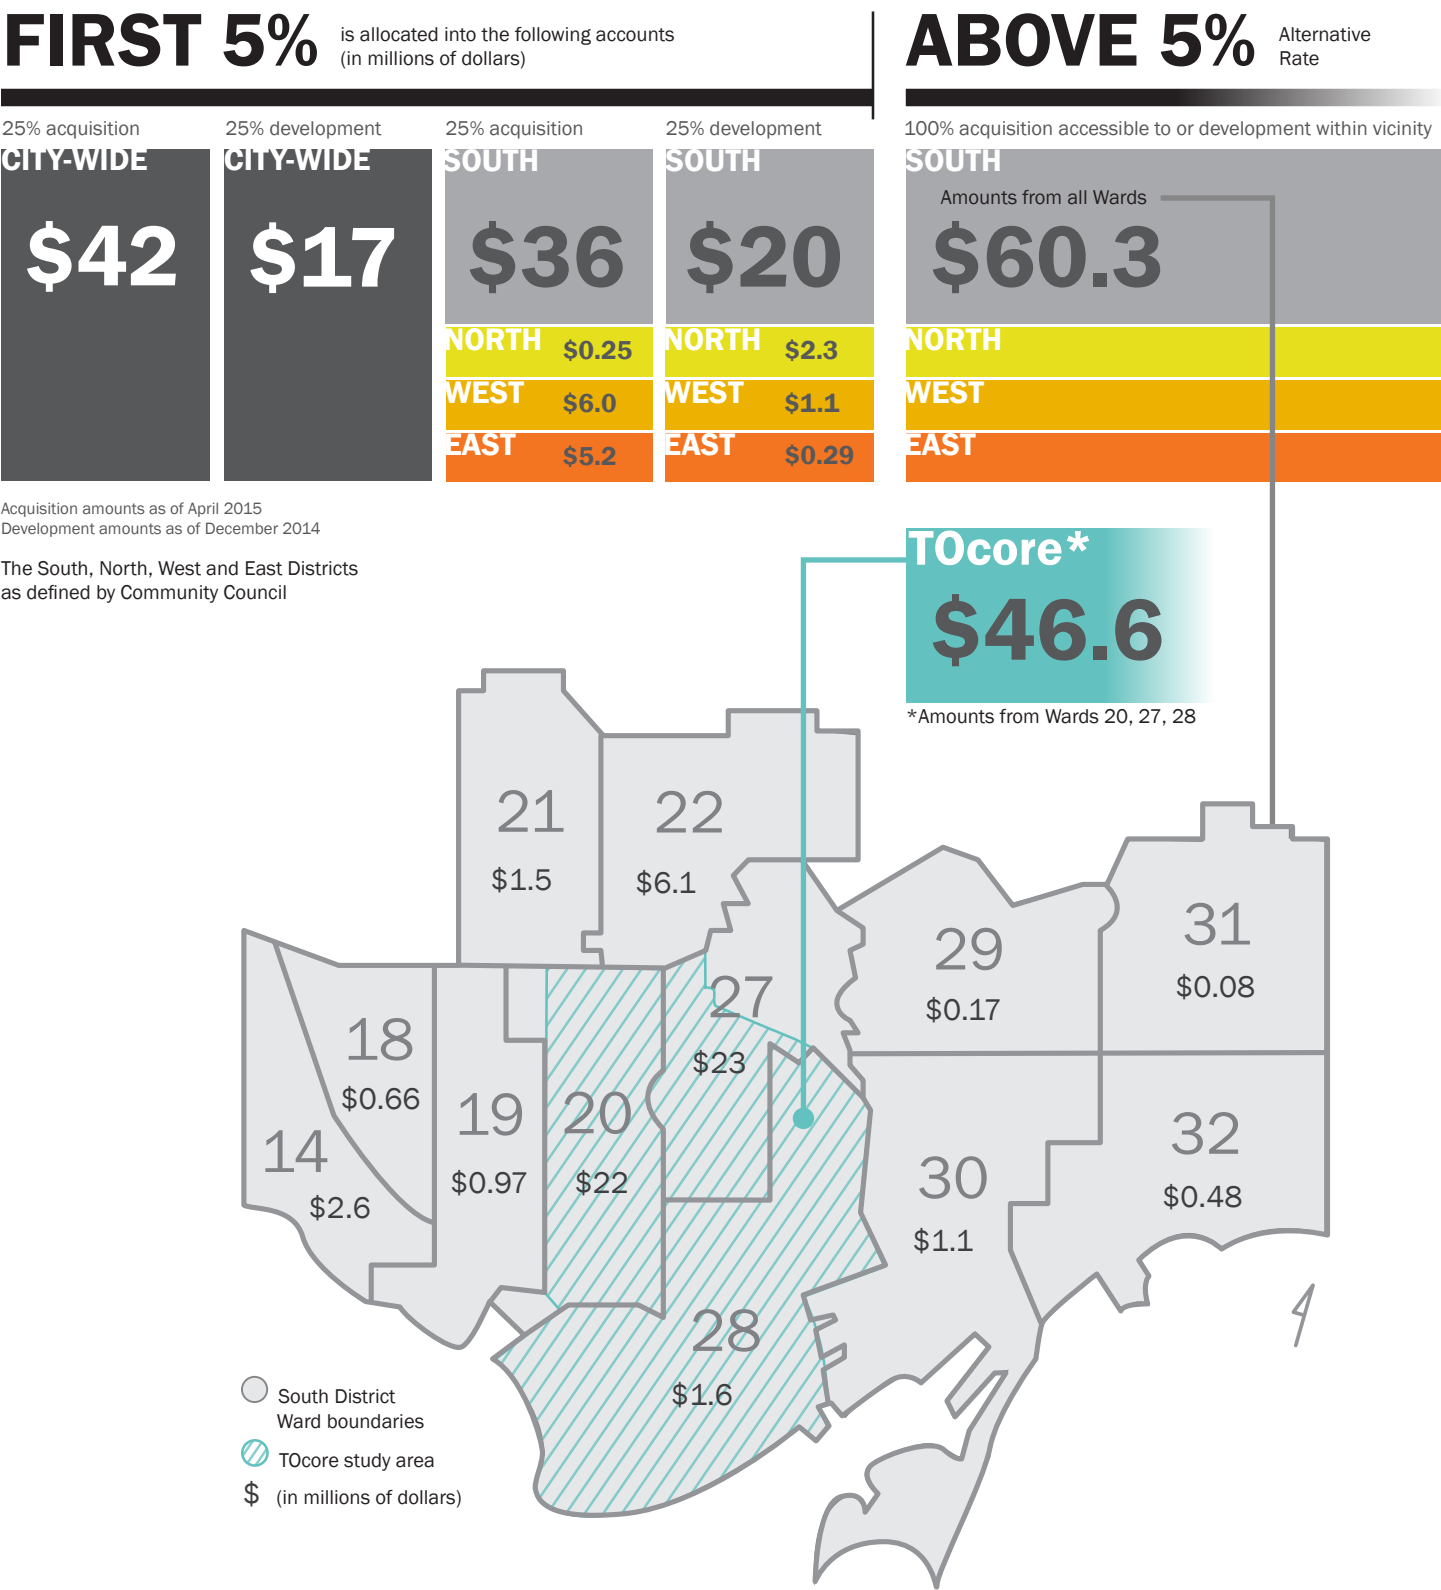 FIRST 5%
is allocated into the following accounts
(in millions of dollars)
ABOVE 5%
Alternative
Rate
25% acquisition
25% development
25% acquisition
25% development
100% acquisition accessible to or development within vicinity
CITY-WIDE
$42
CITY-WIDE
$17
SOUTH
$36
NORTH $0.25
WEST $6.0
EAST $5.2
SOUTH
$20
NORTH $2.3
WEST $1.1
EAST $0.29
SOUTH
Amounts from all Wards
$60.3
NORTH
WEST
EAST
Acquisition amounts as of April 2015
Development amounts as of December 2014
The South, North, West and East Districts
as defined by Community Council
TOcore*
$46.6
*Amounts from Wards 20, 27, 28
21
$1.5
22
$6.1
29
$0.17
31
$0.08
27
$23
18
$0.66
19
$0.97
20
$22
14
$2.6
30
$1.1
32
$0.48
28
$1.6
South District
Ward boundaries
TOcore study area
$ (in millions of dollars)